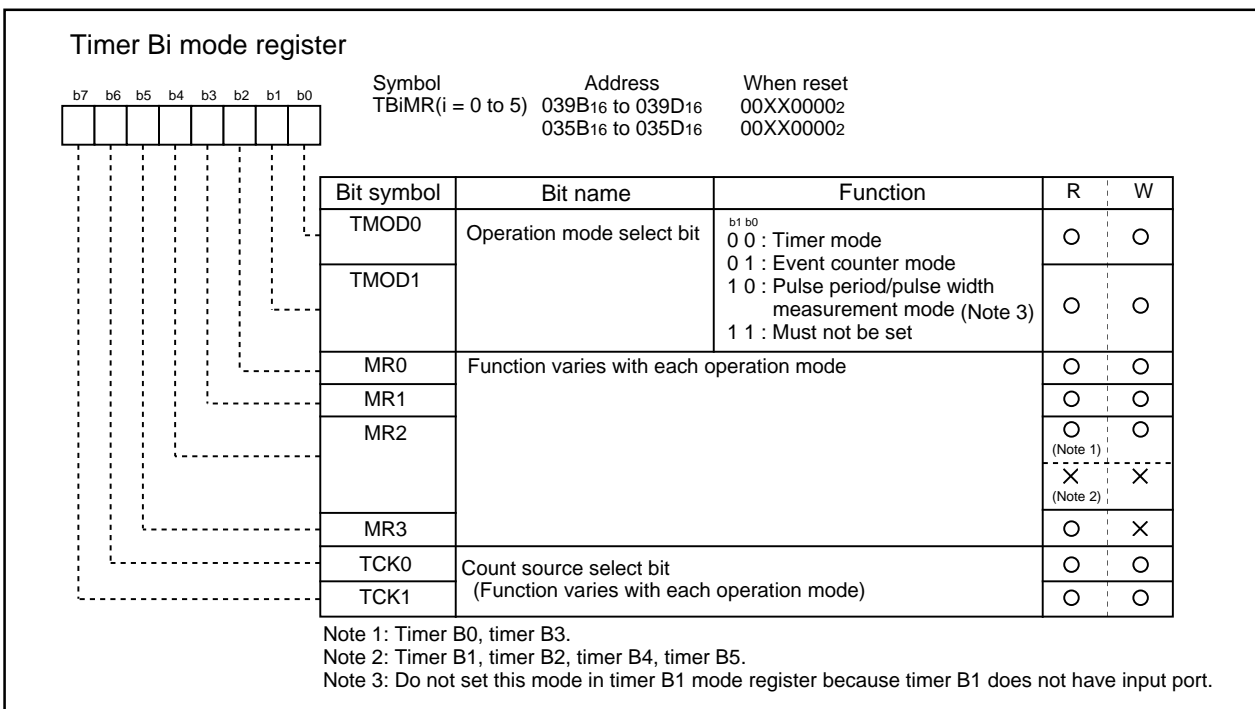 Timer Bi mode register
Symbol Address When reset
TBiMR(i = 0 to 5) 039B16 to 039D16 00XX00002
035B16 to 035D16 00XX00002
b7 b6 b5 b4 b3 b2 b1 b0
Bit symbol Bit name Function R W
TMOD0 Operation mode select bit b1 b0
0 0 : Timer mode
0 1 : Event counter mode
TMOD1 1 0 : Pulse period/pulse width
measurement mode (Note 3)
1 1 : Must not be set
MR0 Function varies with each operation mode
MR1
MR2
(Note 1)
(Note 2)
MR3
TCK0 Count source select bit
(Function varies with each operation mode)
TCK1
Note 1: Timer B0, timer B3.
Note 2: Timer B1, timer B2, timer B4, timer B5.
Note 3: Do not set this mode in timer B1 mode register because timer B1 does not have input port.